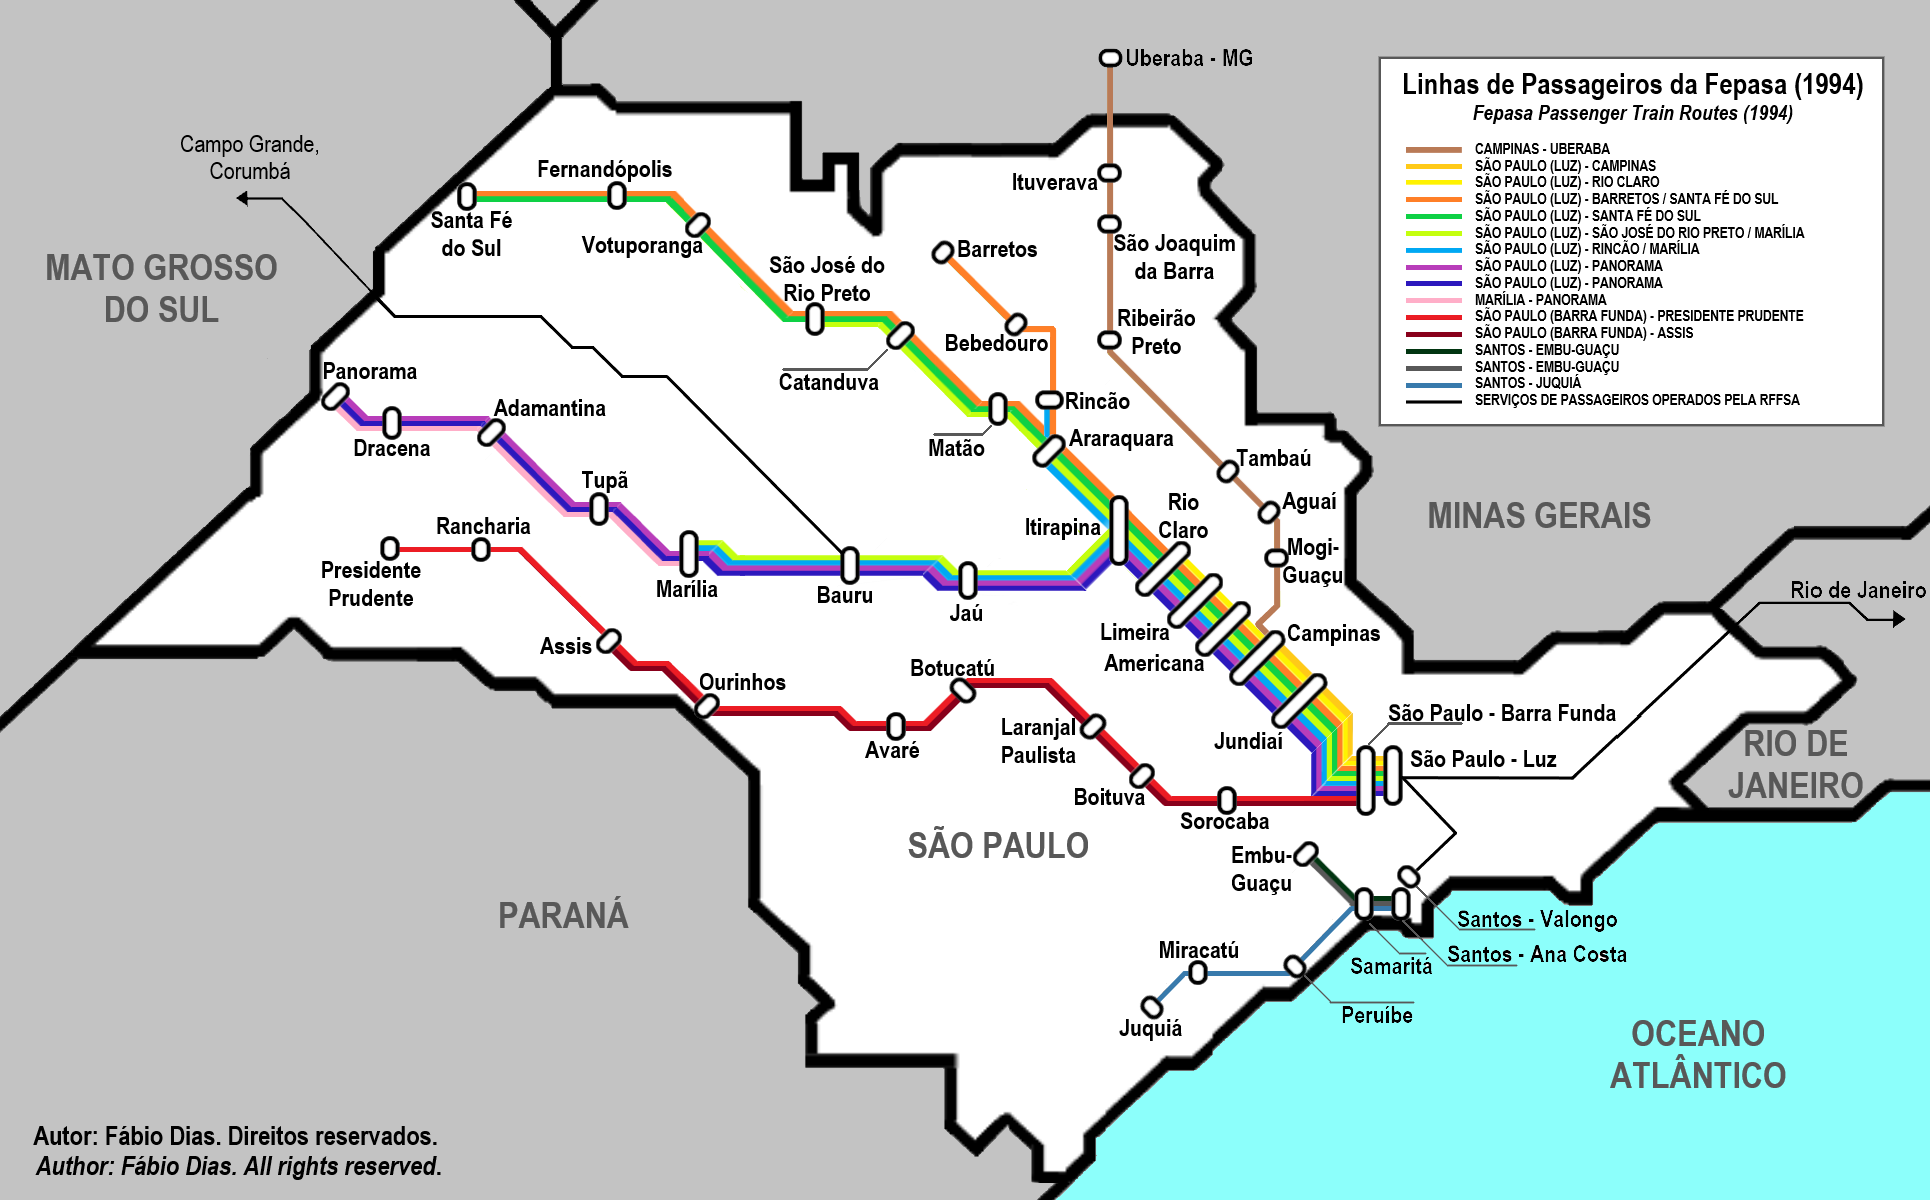 Linhas de Passageiros da Fepasa (1994)
Fepasa Passenger Train Routes (1994)
CAMPINAS - UBERABA
SÃO PAULO (LUZ) - CAMPINAS
SÃO PAULO (LUZ) - RIO CLARO
SÃO PAULO (LUZ) - BARRETOS / SANTA FÉ DO SUL
SÃO PAULO (LUZ) - SANTA FÉ DO SUL
SÃO PAULO (LUZ) - SÃO JOSÉ DO RIO PRETO / MARÍLIA
SÃO PAULO (LUZ) - RINCÃO / MARÍLIA
SÃO PAULO (LUZ) - PANORAMA
SÃO PAULO (LUZ) - PANORAMA
MARÍLIA - PANORAMA
SÃO PAULO (BARRA FUNDA) - PRESIDENTE PRUDENTE
SÃO PAULO (BARRA FUNDA) - ASSIS
SANTOS - EMBU-GUAÇU
SANTOS - EMBU-GUAÇU
SANTOS - JUQUIÁ
SERVIÇOS DE PASSAGEIROS OPERADOS PELA RFFSA
Uberaba - MG
Campo Grande,
Corumbá
Fernandópolis
Ituverava
Santa Fé
do Sul
Votuporanga
Barretos
São Joaquim
da Barra
MATO GROSSO
DO SUL
São José do
Rio Preto
Ribeirão
Preto
Bebedouro
Catanduva
Panorama
Rincão
Adamantina
Dracena
Matão
Araraquara
Tambaú
Tupã
Rio
Claro
Aguaí
MINAS GERAIS
Rancharia
Itirapina
Mogi-
Guaçu
Presidente
Prudente
Marília
Bauru
Jaú
Rio de Janeiro
Limeira
Americana
Campinas
Assis
Botucatú
Ourinhos
Laranjal
Paulista
Avaré
Jundiaí
São Paulo - Barra Funda
São Paulo - Luz
RIO DE
JANEIRO
Boituva
Sorocaba
SÃO PAULO
Embu-
Guaçu
PARANÁ
Santos - Valongo
Santos - Ana Costa
Miracatú
Samaritá
Peruíbe
Juquiá
OCEANO
ATLÂNTICO
Autor: Fábio Dias. Direitos reservados.
Author: Fábio Dias. All rights reserved.